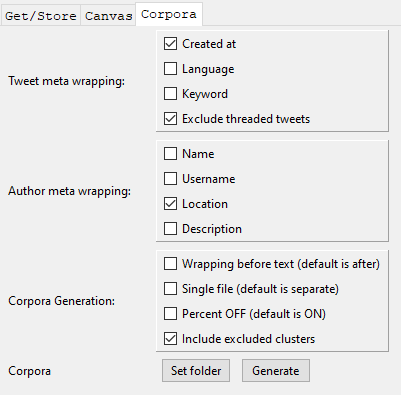 Get/Store Canvas Corpora
Created at
Language
Tweet meta wrapping:
Keyword
Exclude threaded tweets
Name
Username
Author meta wrapping:
Location
Description
Wrapping before text (default is after)
Single file (default is separate)
Corpora Generation:
Percent OFF (default is ON)
Include excluded clusters
Corpora Set folder Generate